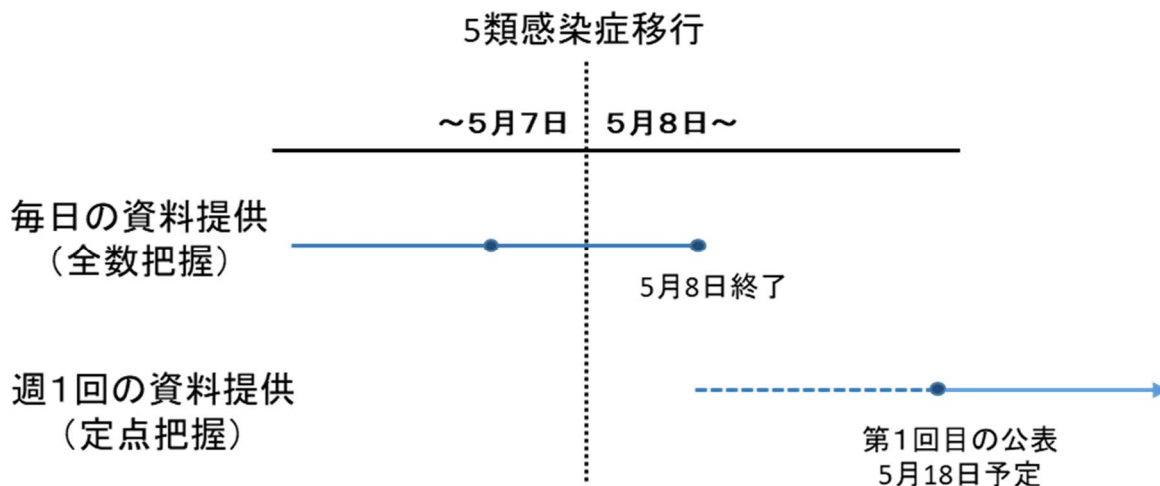 5類感染症移行
～5月7日 5月8日～
毎日の資料提供
（全数把握）
5月8日終了
週1回の資料提供
（定点把握）
第1回目の公表
5月18日予定